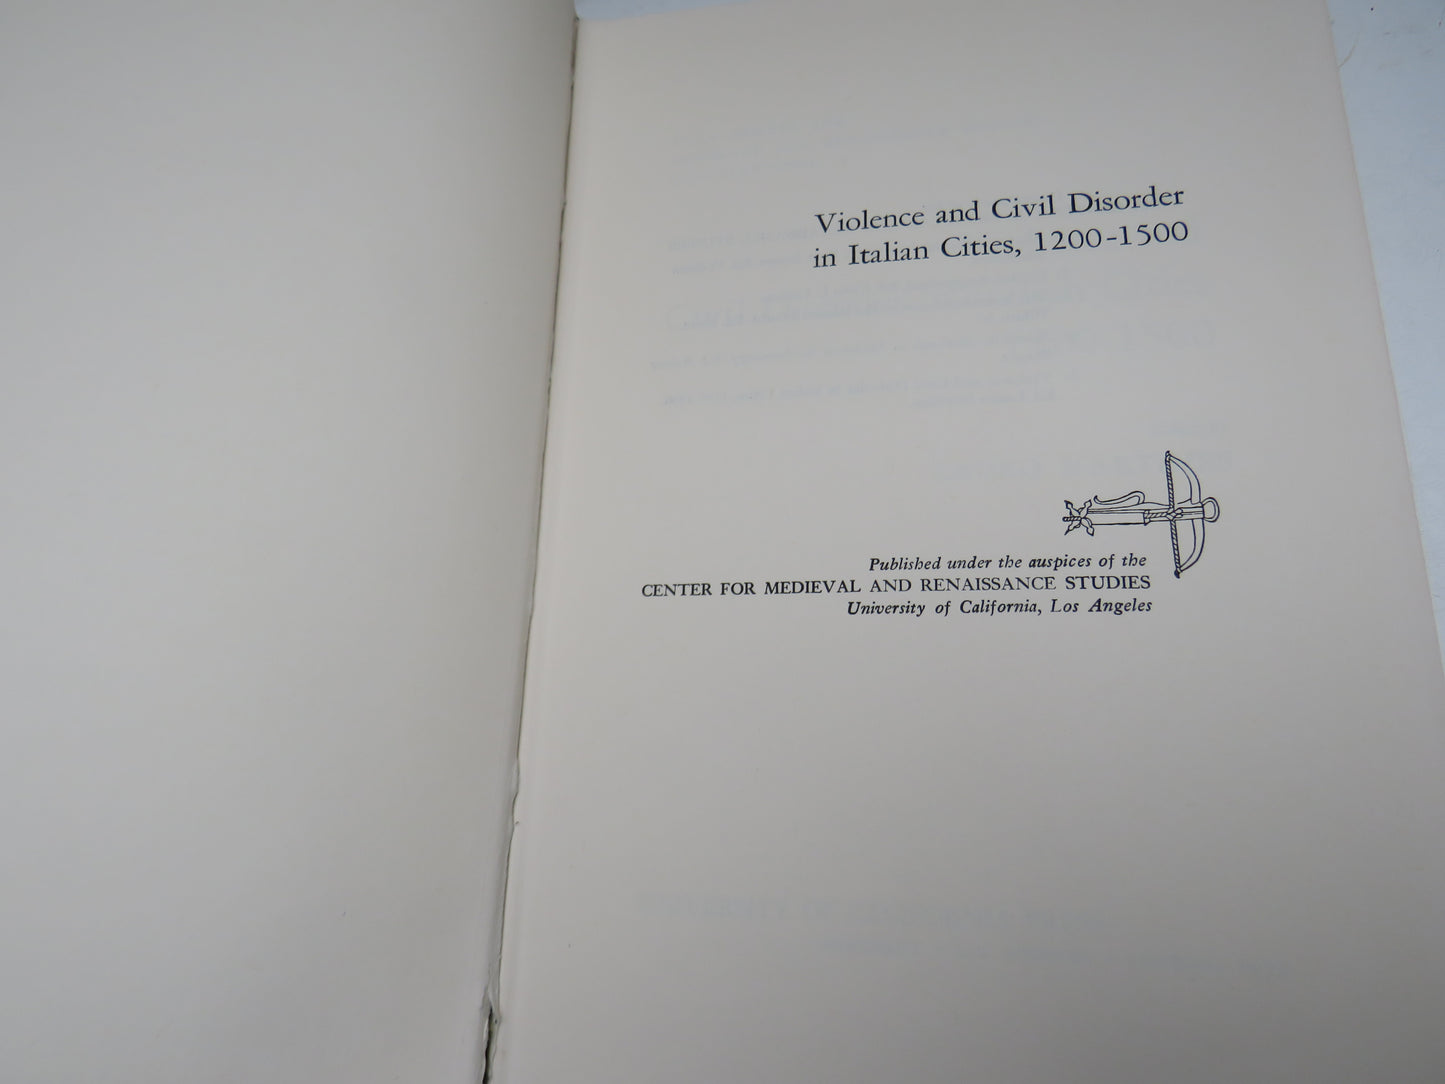 Violence and Civil Disorder
in Italian Cities, 1200-1500
Published under the auspices of the
CENTER FOR MEDIEVAL AND RENAISSANCE STUDIES
University of California, Los Angeles